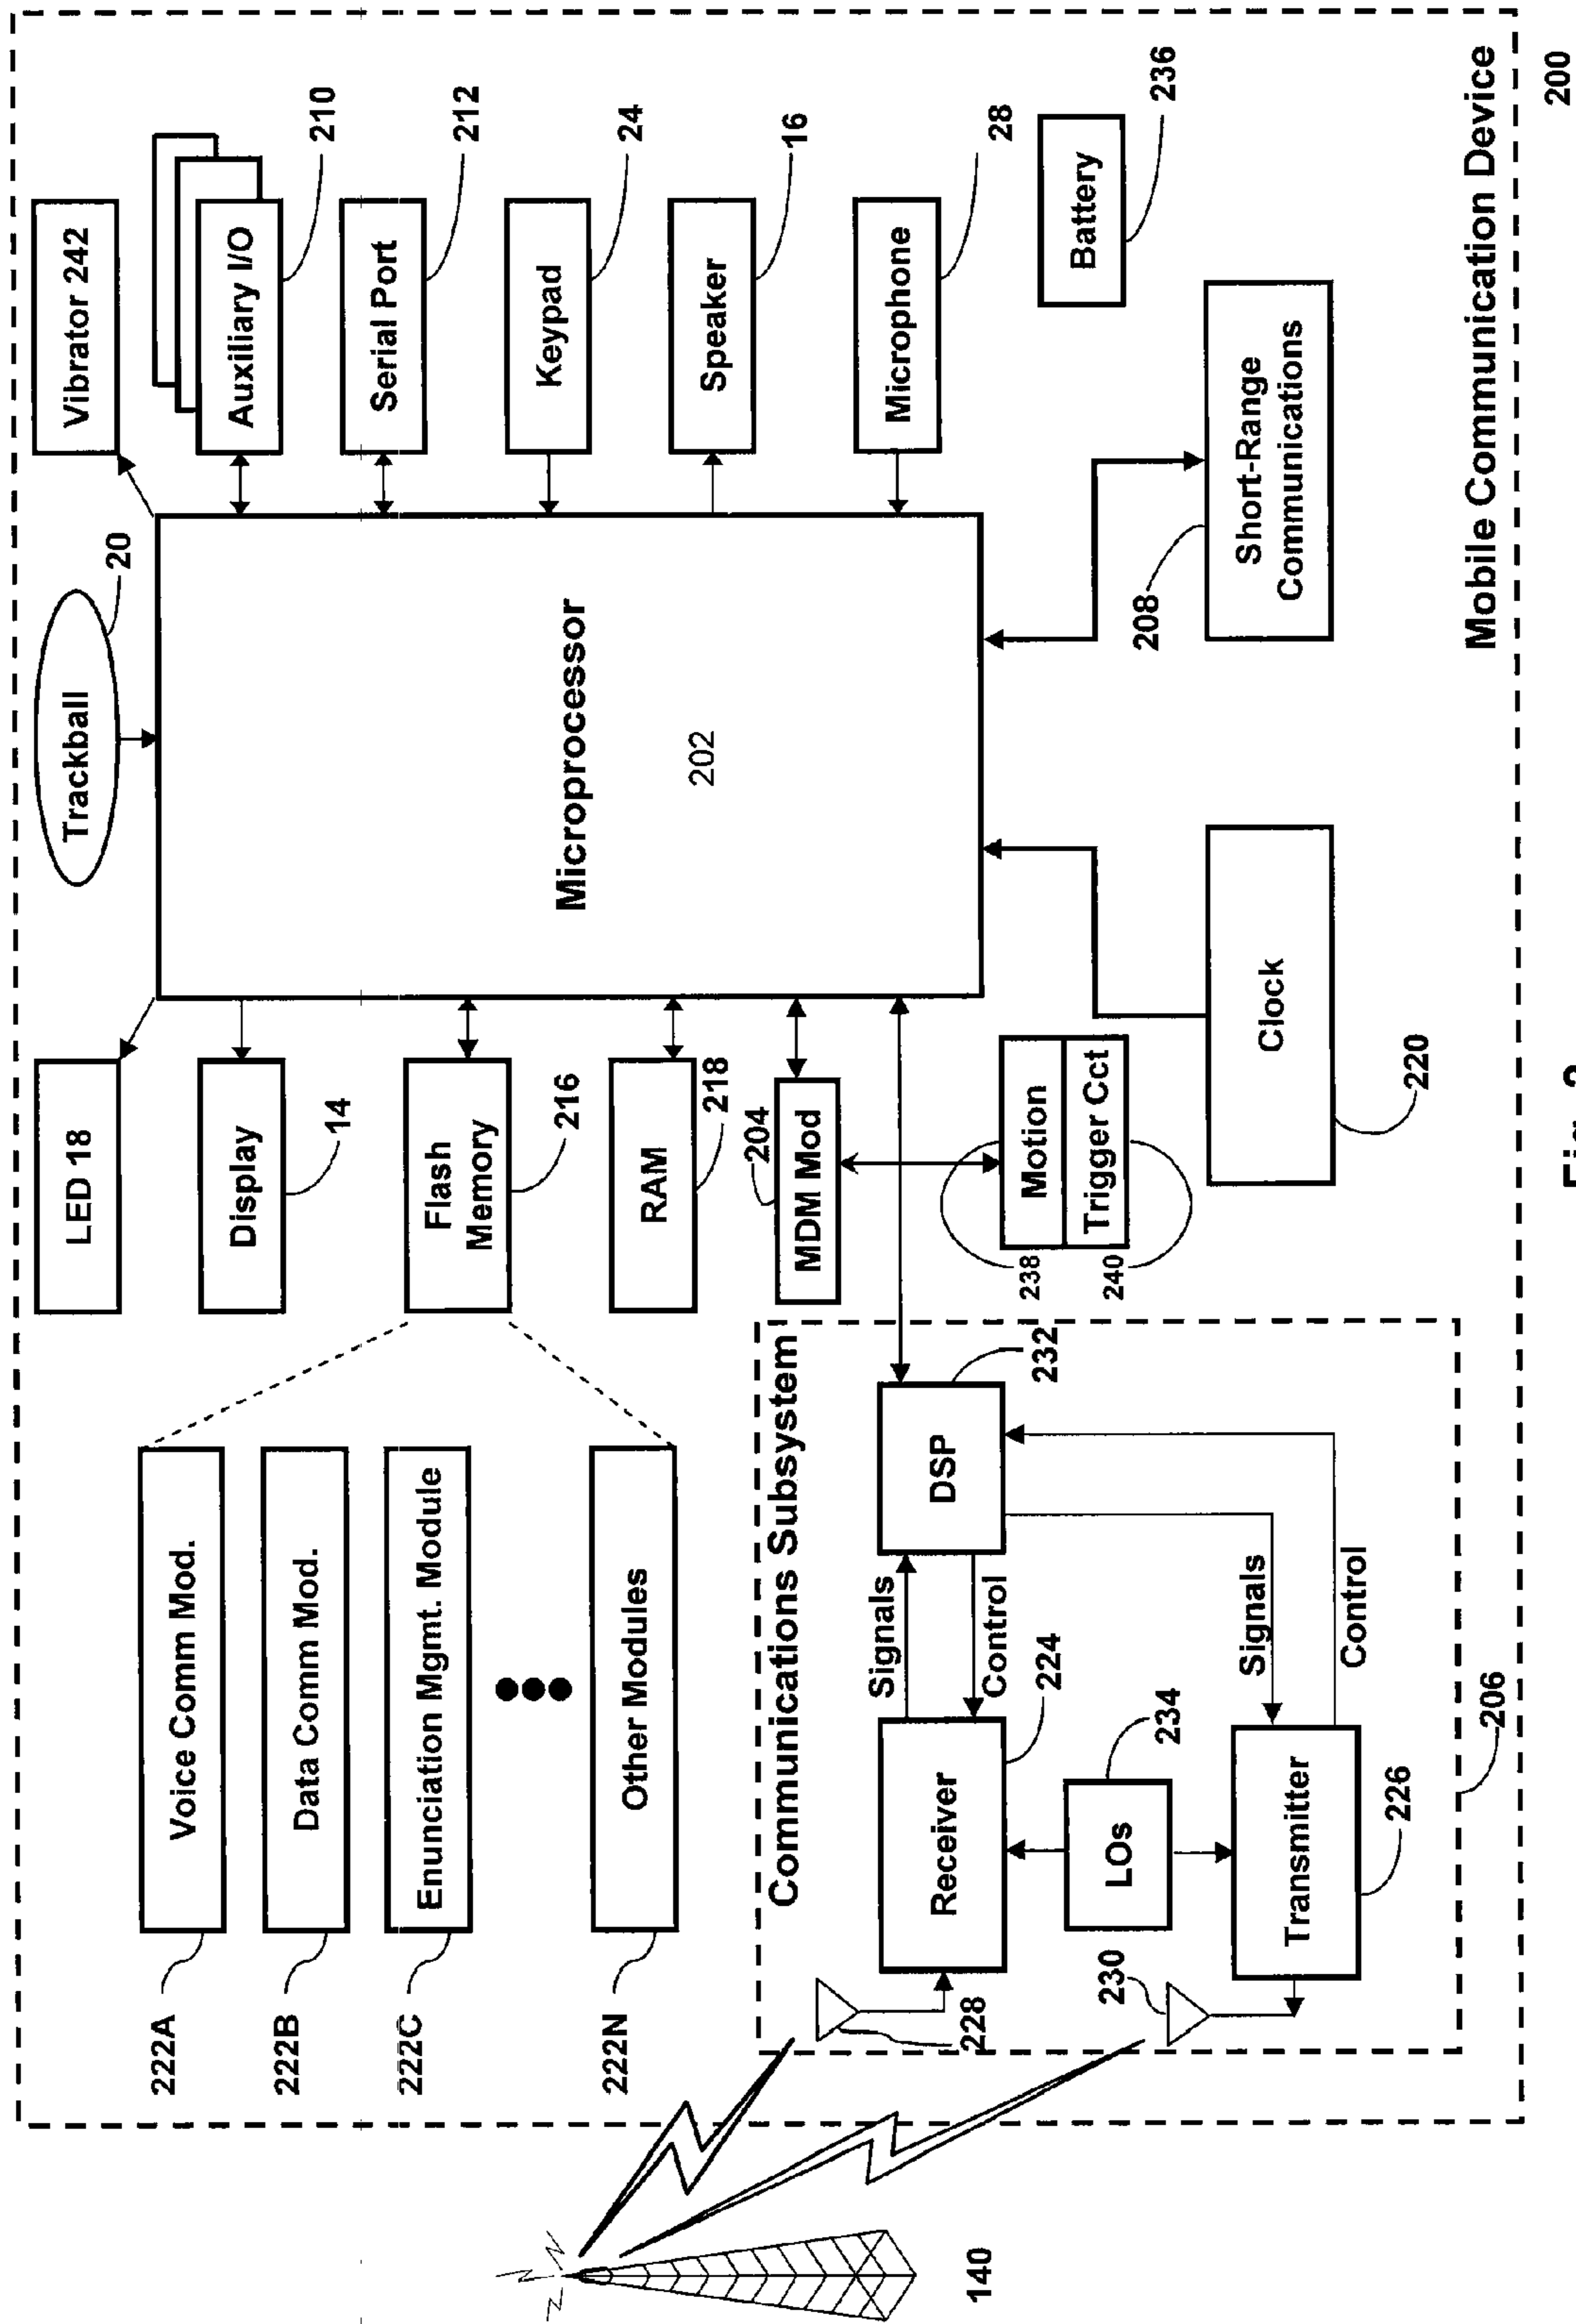 Trackball
20
LED 18
Vibrator 242
Display
14
Auxiliary I/O
210
Serial Port
212
Flash
Memory
216
Keypad
24
RAM
218
Speaker
16
Microprocessor
202
MDM Mod
204
Microphone
28
Motion
Trigger Cct
238
240
Battery
236
Clock
220
Short-Range
Communications
208
Voice Comm Mod.
222A
Data Comm Mod.
222B
Enunciation Mgmt. Module
222C
Other Modules
222N
Communications Subsystem
Receiver
224
Signals
Control
DSP
232
228
LOs
234
230
Transmitter
226
Signals
Control
206
140
Mobile Communication Device
200